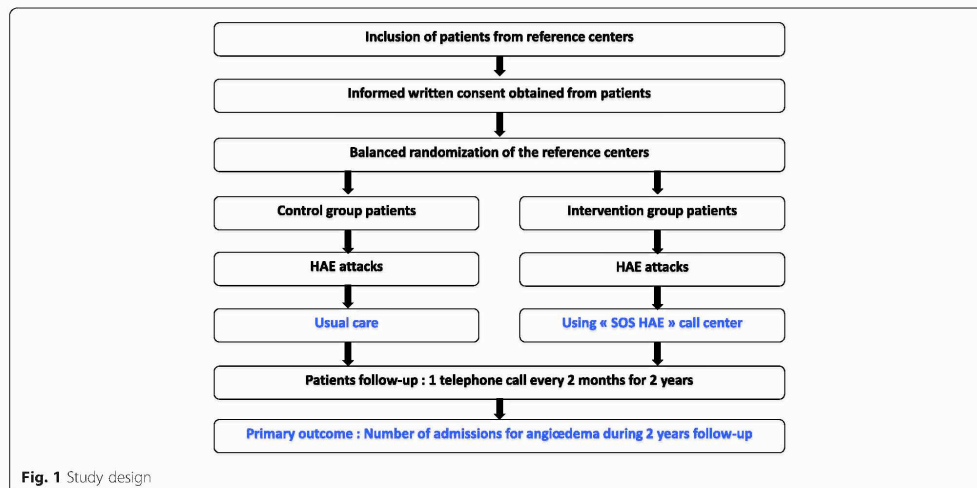 Inclusion of patients from reference centers
Informed written consent obtained from patients
Balanced randomization of the reference centers
Control group patients
Intervention group patients
HAE attacks
HAE attacks
Usual care
Using « SOS HAE » call center
Patients follow-up : 1 telephone call every 2 months for 2 years
Primary outcome : Number of admissions for angiœdema during 2 years follow-up
Fig. 1 Study design